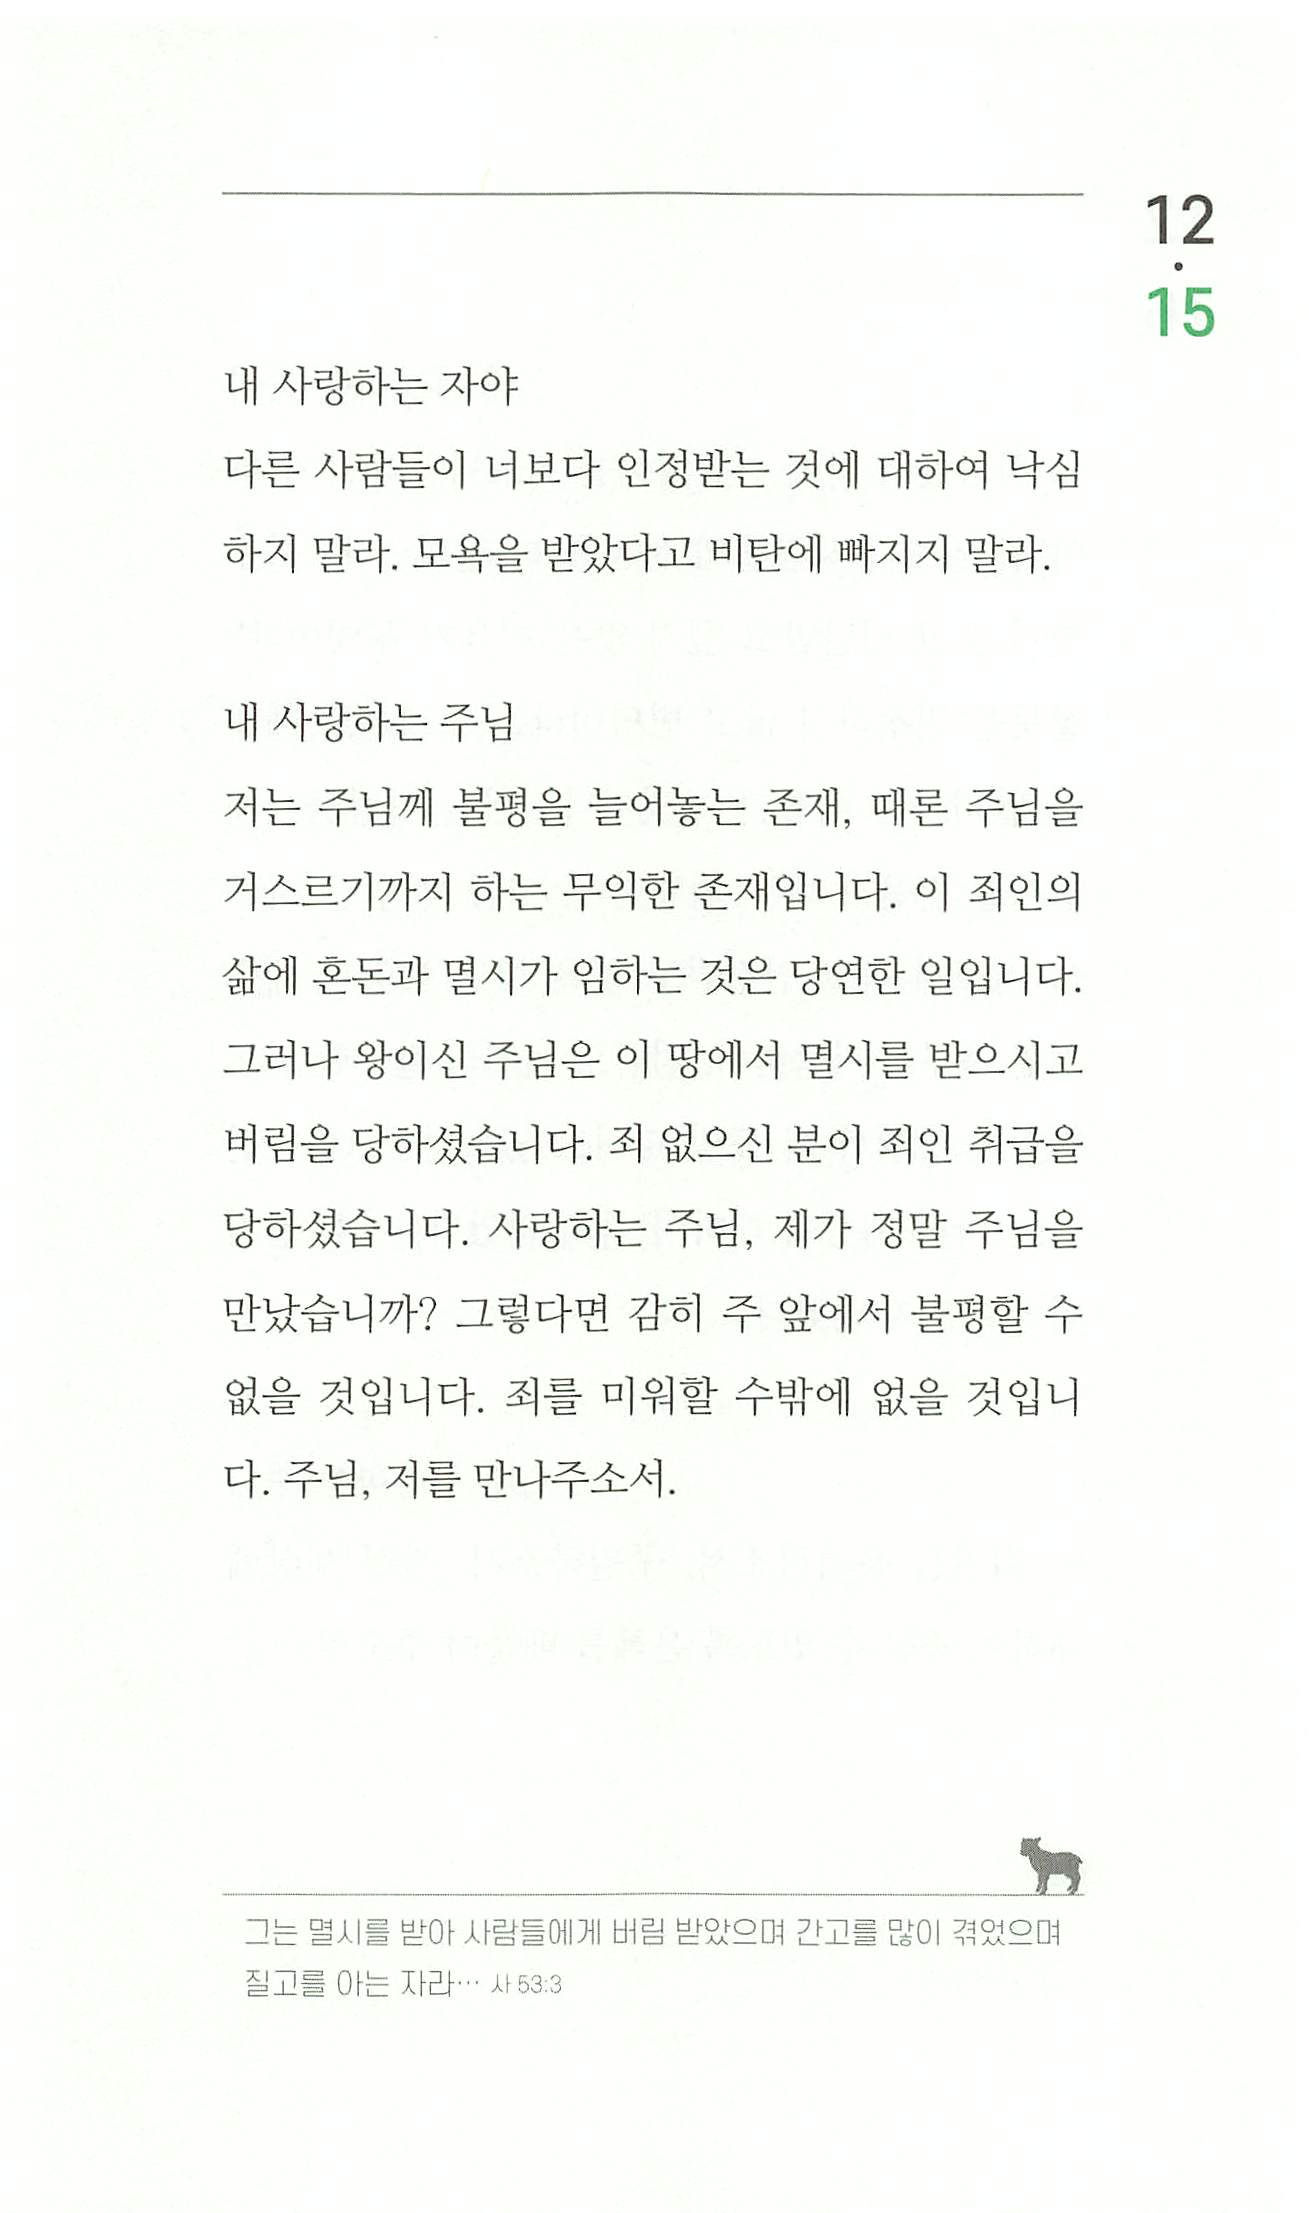 12
·
15
내 사랑하는 자야
다른 사람들이 너보다 인정받는 것에 대하여 낙심
하지 말라. 모욕을 받았다고 비탄에 빠지지 말라.
내 사랑하는 주님
저는 주님께 불평을 늘어놓는 존재, 때론 주님을
거스르기까지 하는 무익한 존재입니다. 이 죄인의
삶에 혼돈과 멸시가 임하는 것은 당연한 일입니다.
그러나 왕이신 주님은 이 땅에서 멸시를 받으시고
버림을 당하셨습니다. 죄 없으신 분이 죄인 취급을
당하셨습니다. 사랑하는 주님, 제가 정말 주님을
만났습니까? 그렇다면 감히 주 앞에서 불평할 수
없을 것입니다. 죄를 미워할 수밖에 없을 것입니
다. 주님, 저를 만나주소서.
그는 멸시를 받아 사람들에게 버림 받았으며 간고를 많이 겪었으며
질고를 아는 자라… 사 53:3